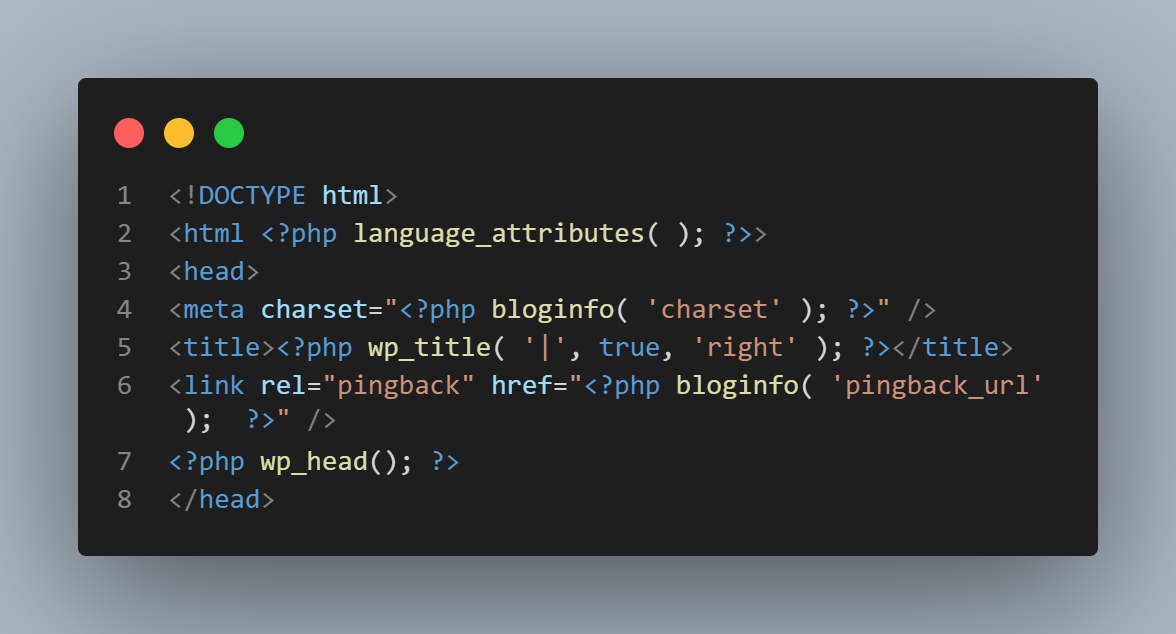 1 <!DOCTYPE html>
2 <html <?php language_attributes( ); ?>>
3 <head>
4 <meta charset="<?php bloginfo( 'charset' ); ?>" />
5 <title><?php wp_title( '|', true, 'right' ); ?></title>
6 <link rel="pingback" href="<?php bloginfo( 'pingback_url'
);  ?>" />
7 <?php wp_head(); ?>
8 </head>